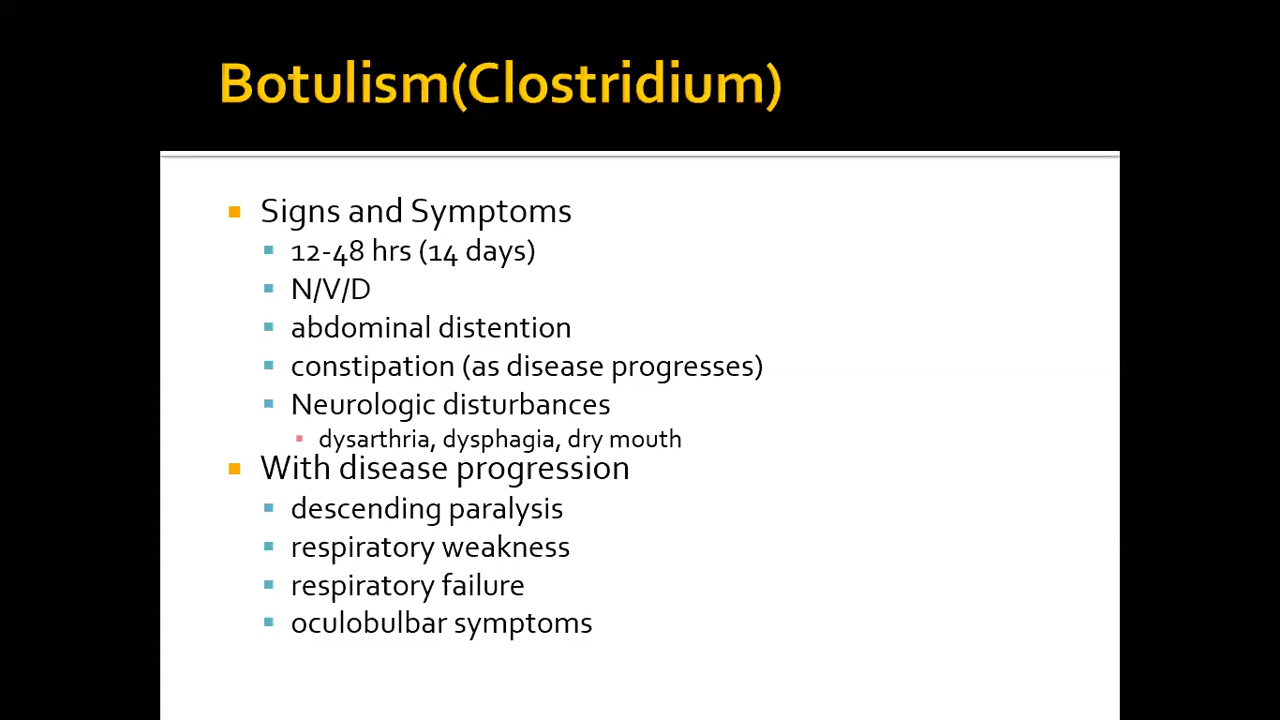 Botulism(Clostridium)
Signs and Symptoms
12-48 hrs (14 days)
N/V/D
abdominal distention
constipation (as disease progresses)
Neurologic disturbances
dysarthria, dysphagia, dry mouth
With disease progression
descending paralysis
respiratory weakness
respiratory failure
oculobulbar symptoms